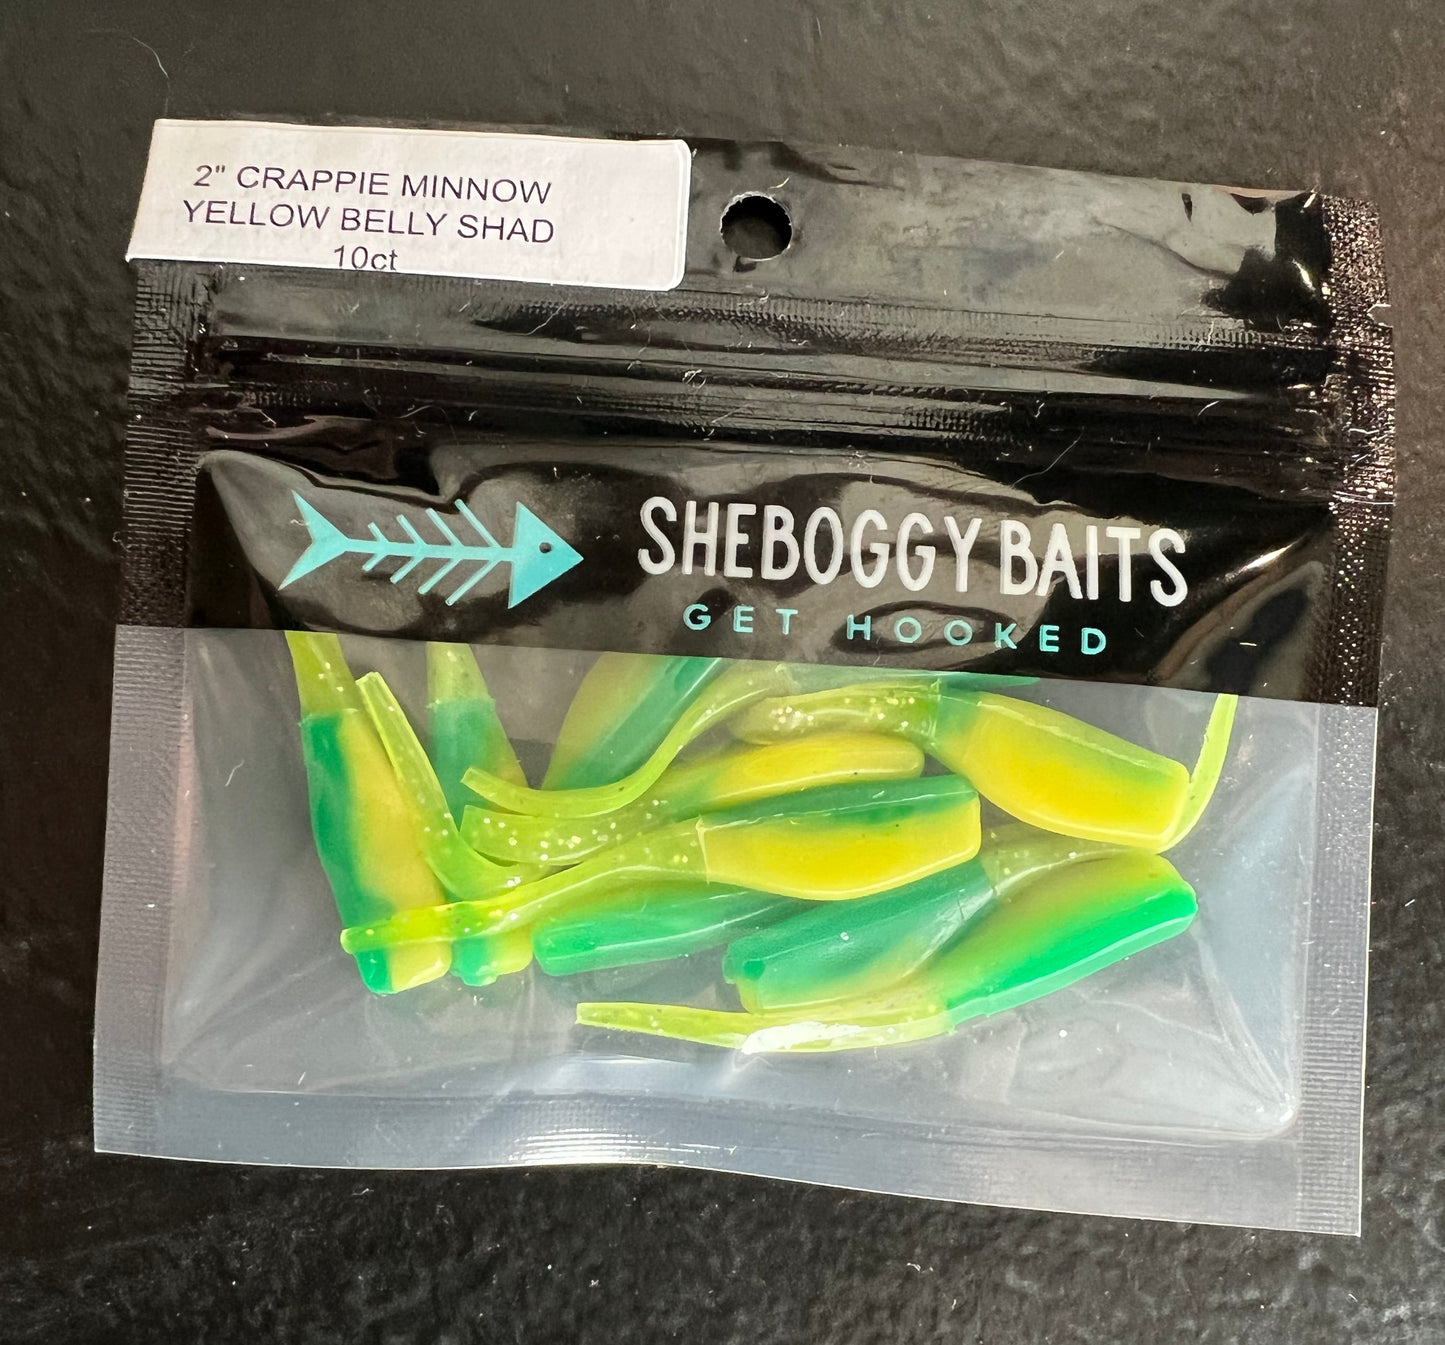 2" CRAPPIE MINNOW
YELLOW BELLY SHAD
10ct
SHEBOGGY BAITS
GET HOOKED